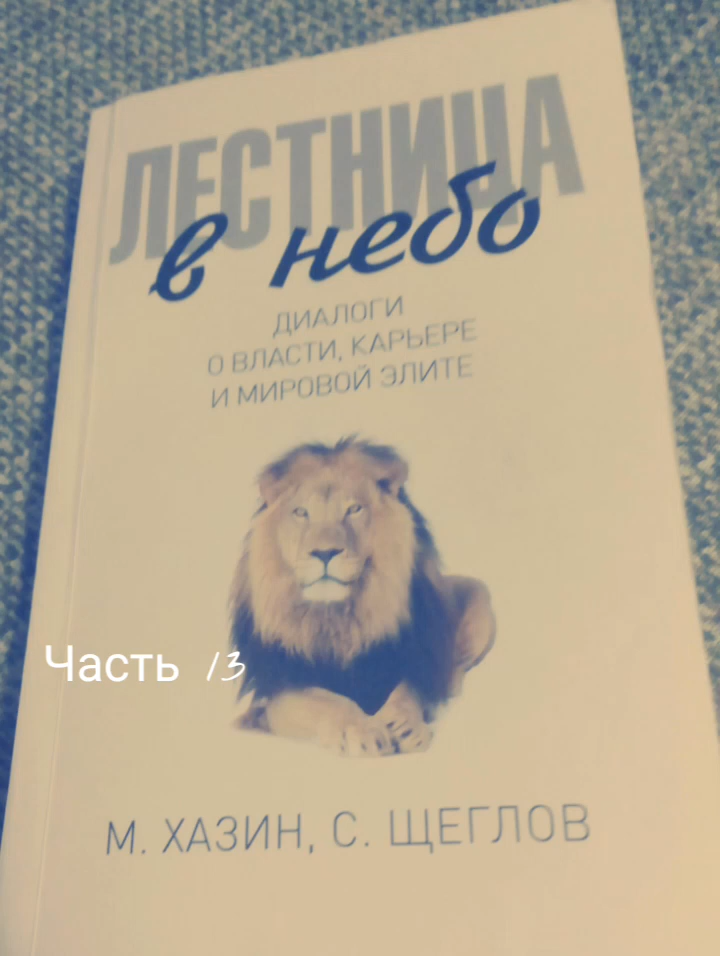 ЛЕСТНИЦА
в небо
ДИАЛОГИ
О ВЛАСТИ, КАРЬЕРЕ
И МИРОВОЙ ЭЛИТЕ
Часть 13
М. ХАЗИН, С. ЩЕГЛОВ